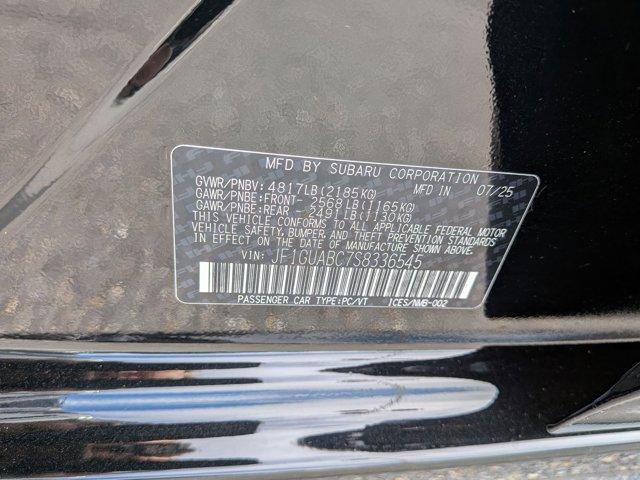 MFD BY SUBARU CORPORATION
GVWR/PNBV: 4817LB(2185KG) MFD IN 07/25
GAWR/PNBE:FRONT- 2568LB(1165KG)
GAWR/PNBE:REAR - 2491LB(1130KG)
THIS VEHICLE CONFORMS TO ALL APPLICABLE FEDERAL MOTOR
VEHICLE SAFETY, BUMPER, AND THEFT PREVENTION STANDARDS
IN EFFECT ON THE DATE OF MANUFACTURE SHOWN ABOVE.
VIN: JF1GUABC7S8336545
PASSENGER CAR TYPE:PC/VT ICES/NMB-002